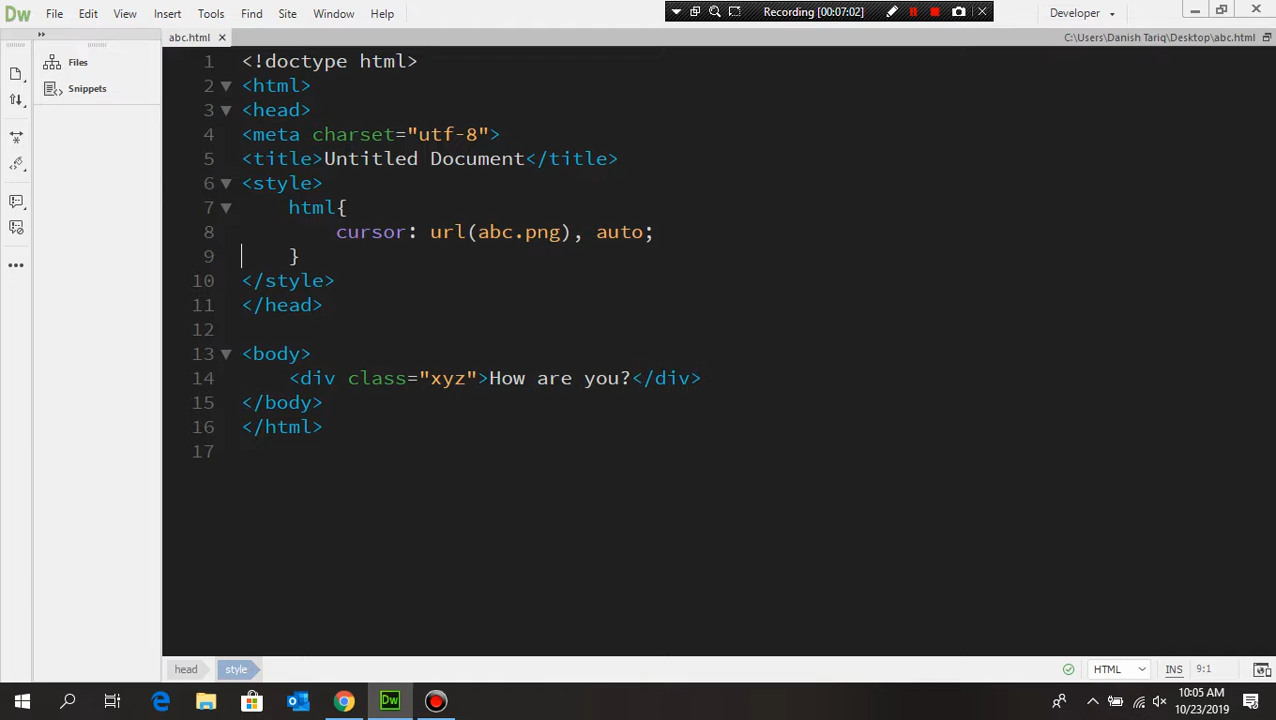 Dw File Edit View Insert Tools Find Site Window Help Recording [00:07:02] Developer
abc.html C:\Users\Danish Tariq\Desktop\abc.html
Files
Snippets
1 <!doctype html>
2 <html>
3 <head>
4 <meta charset="utf-8">
5 <title>Untitled Document</title>
6 <style>
7 html{
8 cursor: url(abc.png), auto;
9 }
10 </style>
11 </head>
12
13 <body>
14 <div class="xyz">How are you?</div>
15 </body>
16 </html>
17
head style HTML INS 9:1
Dw
10:05 AM
10/23/2019